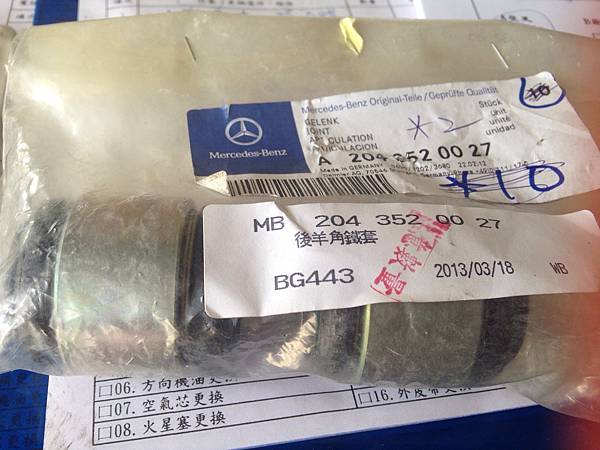 Mercedes-Benz Original-Teile / Geprüfte Qualität
GELENK
JOINT
ARTICULATION
Stück
unit
unité
unidad
*2
Mercedes-Benz
A 204 352 00 27
Made in GERMANY
*10
MB 204 352 00 27
後羊角鐵套
BG443
2013/03/18
WB
□06. 方向機油更換
□07. 空氣芯更換
□08. 火星塞更換
□16. 外皮帶